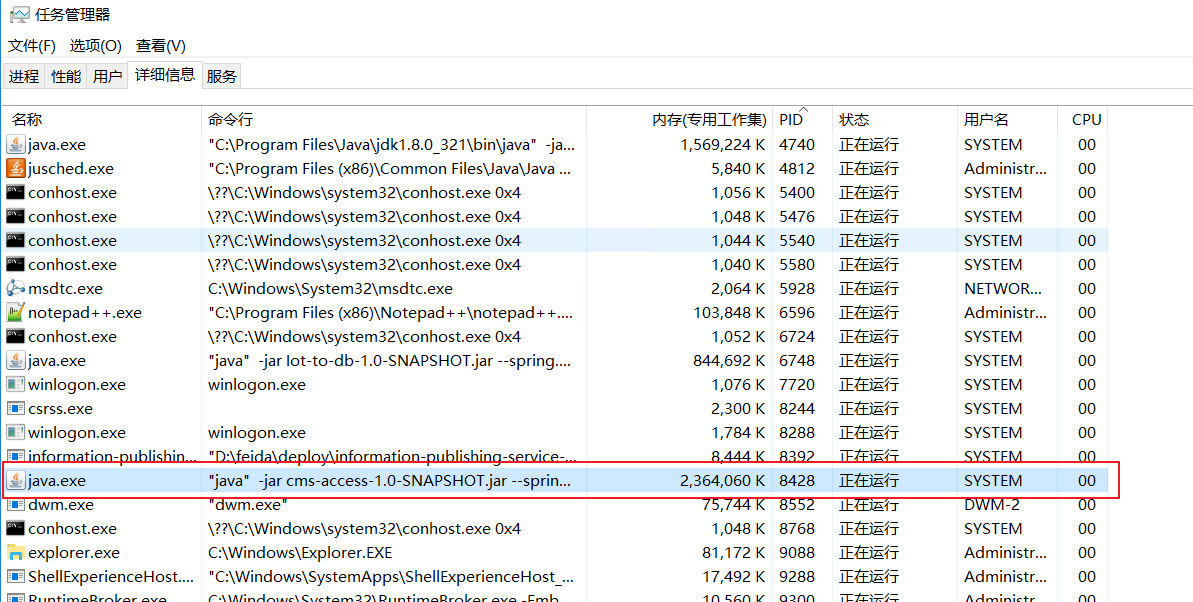 任务管理器
文件(F) 选项(O) 查看(V)
进程 性能 用户 详细信息 服务
名称 命令行 内存(专用工作集) PID 状态 用户名 CPU
java.exe "C:\Program Files\Java\jdk1.8.0_321\bin\java" -ja... 1,569,224 K 4740 正在运行 SYSTEM 00
jusched.exe "C:\Program Files (x86)\Common Files\Java\Java ... 5,840 K 4812 正在运行 Administr... 00
conhost.exe \??\C:\Windows\system32\conhost.exe 0x4 1,056 K 5400 正在运行 SYSTEM 00
conhost.exe \??\C:\Windows\system32\conhost.exe 0x4 1,048 K 5476 正在运行 SYSTEM 00
conhost.exe \??\C:\Windows\system32\conhost.exe 0x4 1,044 K 5540 正在运行 SYSTEM 00
conhost.exe \??\C:\Windows\system32\conhost.exe 0x4 1,040 K 5580 正在运行 SYSTEM 00
msdtc.exe C:\Windows\System32\msdtc.exe 2,064 K 5928 正在运行 NETWOR... 00
notepad++.exe "C:\Program Files (x86)\Notepad++\notepad++.... 103,848 K 6596 正在运行 Administr... 00
conhost.exe \??\C:\Windows\system32\conhost.exe 0x4 1,052 K 6724 正在运行 SYSTEM 00
java.exe "java" -jar Iot-to-db-1.0-SNAPSHOT.jar --spring.... 844,692 K 6748 正在运行 SYSTEM 00
winlogon.exe winlogon.exe 1,076 K 7720 正在运行 SYSTEM 00
csrss.exe 2,300 K 8244 正在运行 SYSTEM 00
winlogon.exe winlogon.exe 1,784 K 8288 正在运行 SYSTEM 00
information-publishin... "D:\feida\deploy\information-publishing-service-... 8,444 K 8392 正在运行 SYSTEM 00
java.exe "java" -jar cms-access-1.0-SNAPSHOT.jar --sprin... 2,364,060 K 8428 正在运行 SYSTEM 00
dwm.exe "dwm.exe" 75,744 K 8552 正在运行 DWM-2 00
conhost.exe \??\C:\Windows\system32\conhost.exe 0x4 1,048 K 8768 正在运行 SYSTEM 00
explorer.exe C:\Windows\Explorer.EXE 81,172 K 9088 正在运行 Administr... 00
ShellExperienceHost.... "C:\Windows\SystemApps\ShellExperienceHost_... 17,492 K 9288 正在运行 Administr... 00
RuntimeBroker.exe C:\Windows\System32\RuntimeBroker.exe -Emb... 10,560 K 9300 正在运行 Administr... 00